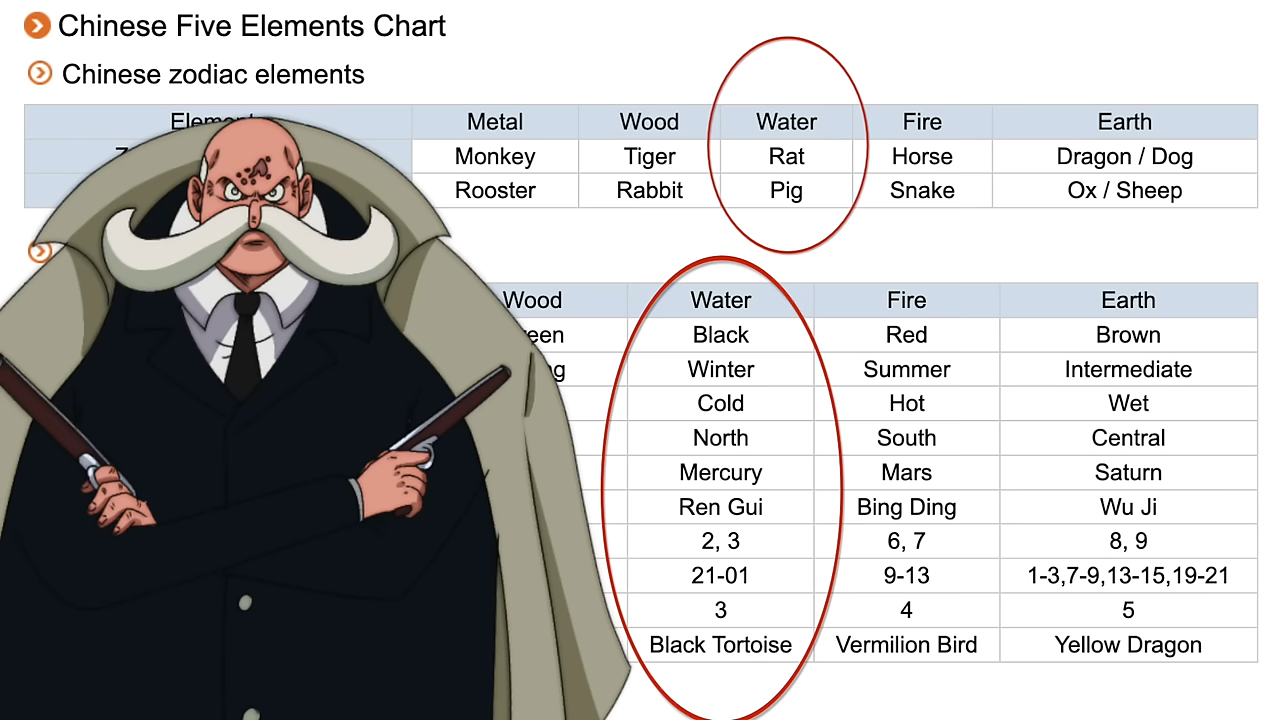 Chinese Five Elements Chart
Chinese zodiac elements
Metal Wood Water Fire Earth
Monkey Tiger Rat Horse Dragon / Dog
Rooster Rabbit Pig Snake Ox / Sheep
Wood Water Fire Earth
Black Red Brown
Winter Summer Intermediate
Cold Hot Wet
North South Central
Mercury Mars Saturn
Ren Gui Bing Ding Wu Ji
2, 3 6, 7 8, 9
21-01 9-13 1-3,7-9,13-15,19-21
3 4 5
Black Tortoise Vermilion Bird Yellow Dragon